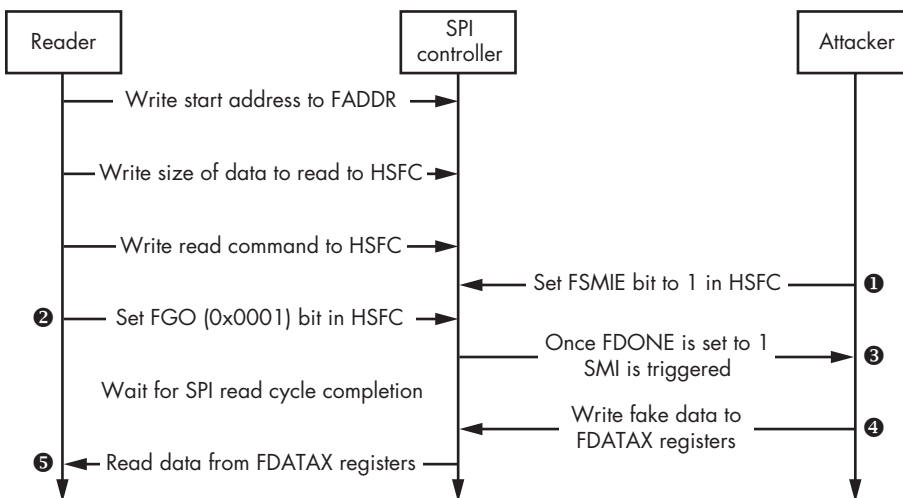 Reader
SPI
controller
Attacker
Write start address to FADDR
Write size of data to read to HSFC
Write read command to HSFC
Set FSMIE bit to 1 in HSFC ❶
❷ Set FGO (0x0001) bit in HSFC
Once FDONE is set to 1
SMI is triggered ❸
Wait for SPI read cycle completion
Write fake data to
FDATAX registers ❹
❺ Read data from FDATAX registers